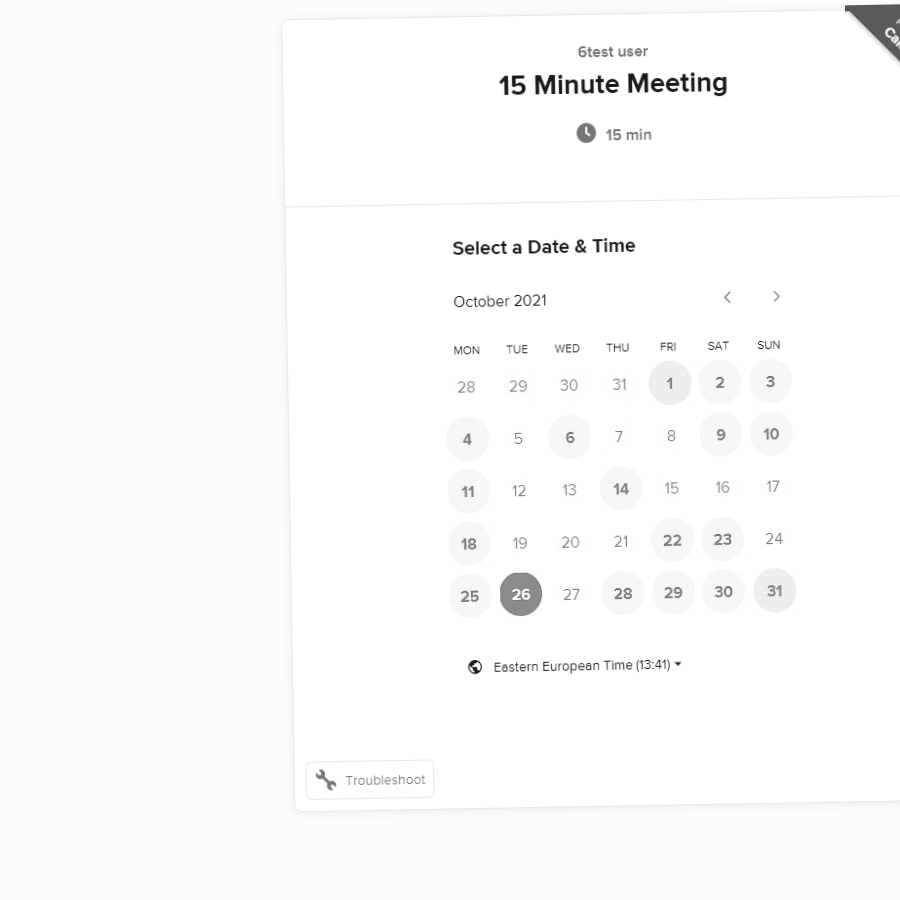 6test user
15 Minute Meeting
15 min
Select a Date & Time
October 2021
MON TUE WED THU FRI SAT SUN
28 29 30 31 1 2 3
4 5 6 7 8 9 10
11 12 13 14 15 16 17
18 19 20 21 22 23 24
25 26 27 28 29 30 31
Eastern European Time (13:41)
Troubleshoot